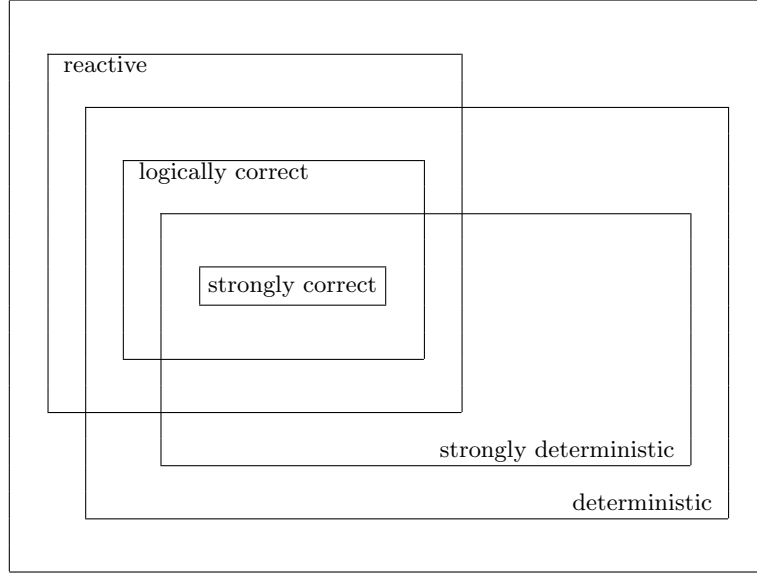 reactive
logically correct
strongly correct
strongly deterministic
deterministic